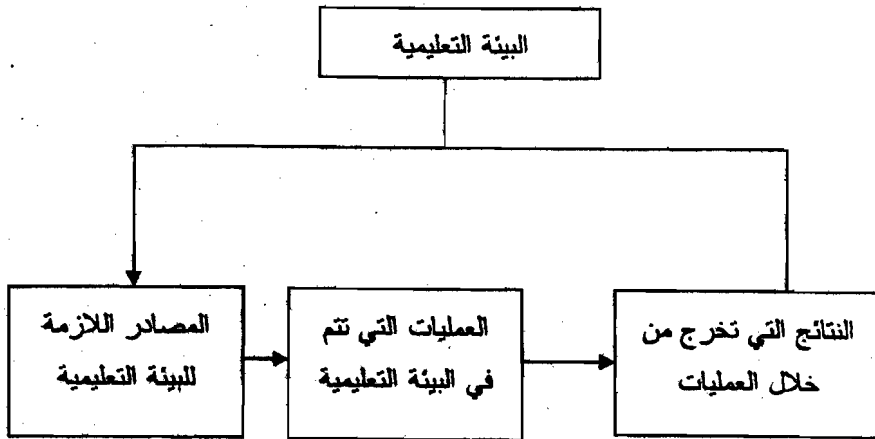 البيئة التعليمية
المصادر اللازمة
للبيئة التعليمية
العمليات التي تتم
في البيئة التعليمية
النتائج التي تخرج من
خلال العمليات